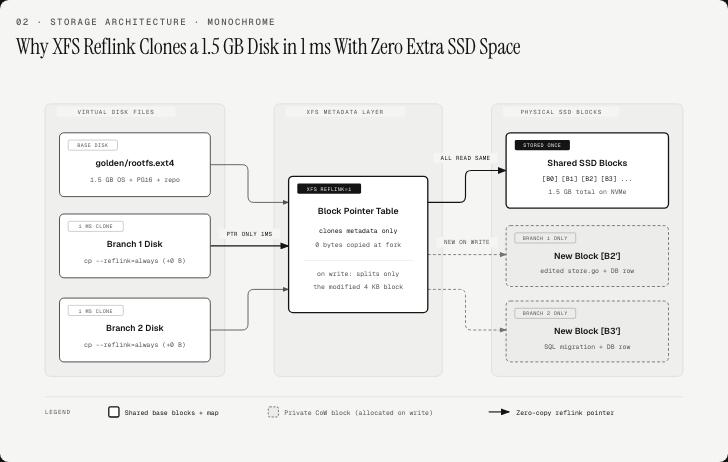 02 · STORAGE ARCHITECTURE · MONOCHROME
Why XFS Reflink Clones a 1.5 GB Disk in 1 ms With Zero Extra SSD Space
VIRTUAL DISK FILES
BASE DISK
golden/rootfs.ext4
1.5 GB OS + PG16 + repo
1 MS CLONE
Branch 1 Disk
cp --reflink=always (+0 B)
1 MS CLONE
Branch 2 Disk
cp --reflink=always (+0 B)
PTR ONLY 1MS
XFS METADATA LAYER
XFS REFLINK=1
Block Pointer Table
clones metadata only
0 bytes copied at fork
on write: splits only
the modified 4 KB block
ALL READ SAME
NEW ON WRITE
PHYSICAL SSD BLOCKS
STORED ONCE
Shared SSD Blocks
[B0] [B1] [B2] [B3] ...
1.5 GB total on NVMe
BRANCH 1 ONLY
New Block [B2']
edited store.go + DB row
BRANCH 2 ONLY
New Block [B3']
SQL migration + DB row
LEGEND
Shared base blocks + map
Private CoW block (allocated on write)
Zero-copy reflink pointer